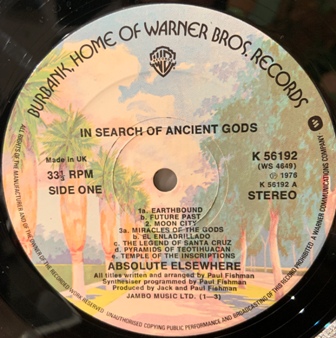 BURBANK, HOME OF WARNER BROS. RECORDS
WB
IN SEARCH OF ANCIENT GODS
Made in UK
33⅓ RPM
SIDE ONE
K 56192
(WS 4649)
℗ 1976
K 56192 A
STEREO
1a. EARTHBOUND
b. FUTURE PAST
2. MOON CITY
3a. MIRACLES OF THE GODS
b. EL ENLADRILLADO
c. THE LEGEND OF SANTA CRUZ
d. PYRAMIDS OF TEOTIHUACAN
e. TEMPLE OF THE INSCRIPTIONS
ABSOLUTE ELSEWHERE
All titles written and arranged by Paul Fishman
Synthesiser programmed by Paul Fishman
Produced by Jack and Paul Fishman
JAMBO MUSIC LTD. (1—3)
ALL RIGHTS OF THE MANUFACTURER AND OF THE OWNER OF THE RECORDED WORK RESERVED. UNAUTHORISED COPYING PUBLIC PERFORMANCE AND BROADCASTING OF THIS RECORD PROHIBITED. A WARNER COMMUNICATIONS COMPANY